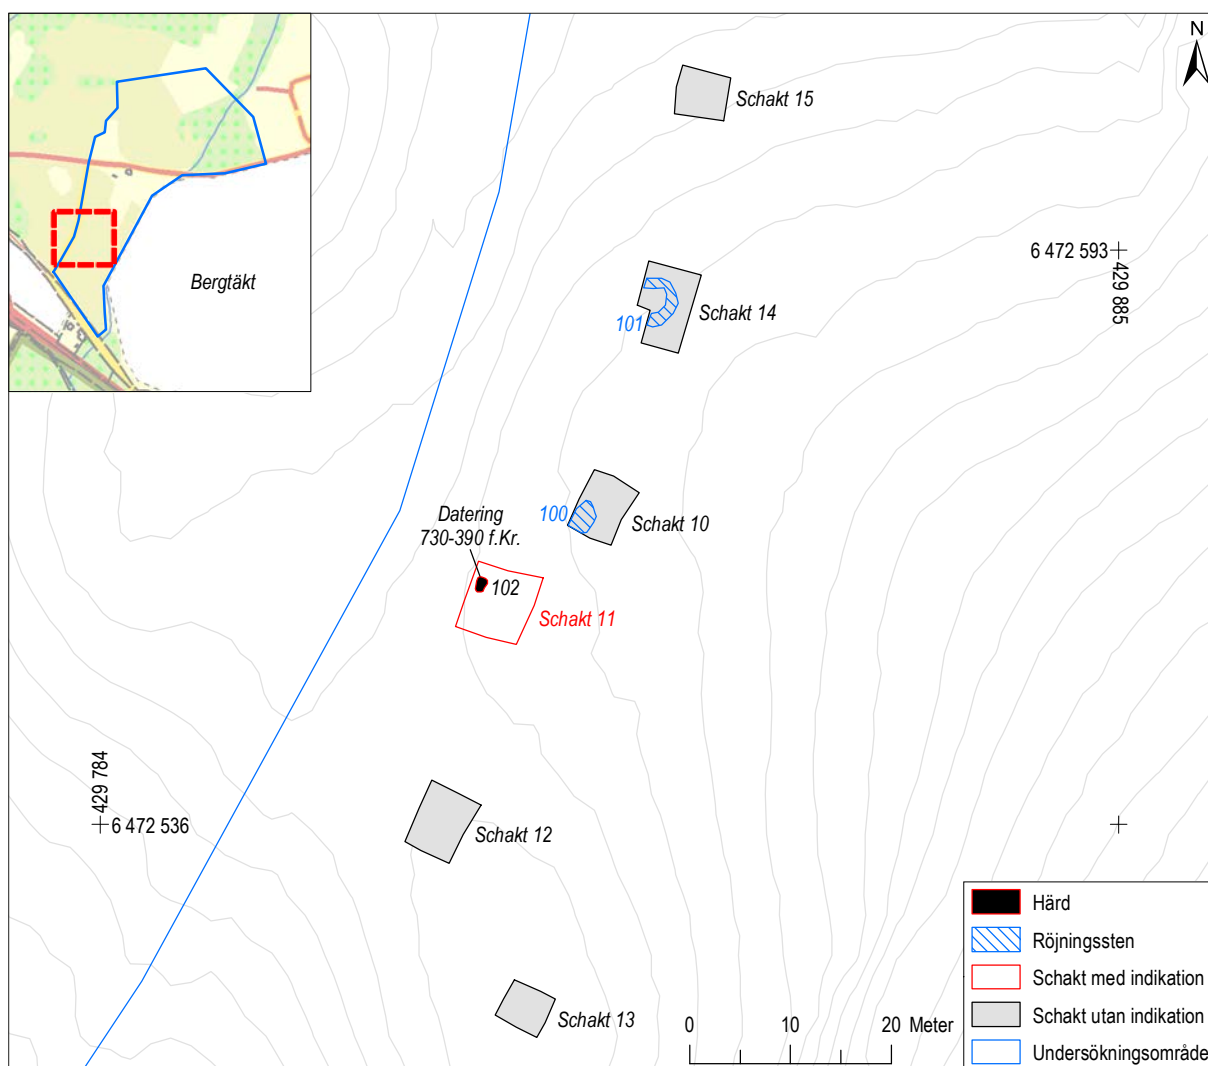 N
Bergtäkt
Schakt 15
6 472 593
429 885
Schakt 14
101
100
Schakt 10
Datering
730-390 f.Kr.
102
Schakt 11
429 784
6 472 536
Schakt 12
Schakt 13
0 10 20 Meter
Härd
Röjningssten
Schakt med indikation
Schakt utan indikation
Undersökningsområde